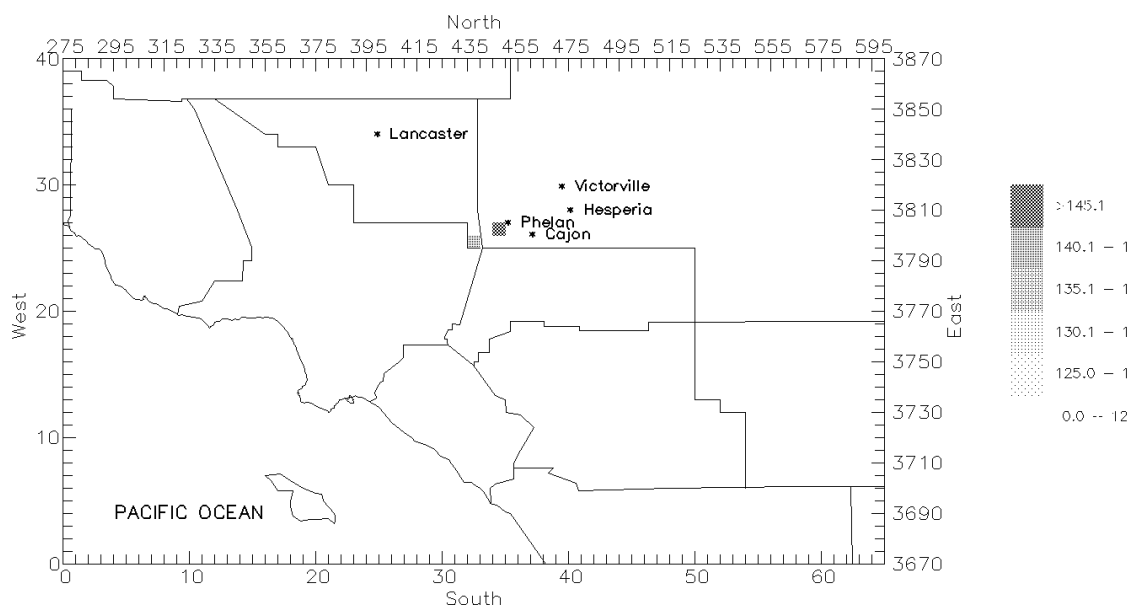 North
275 295 315 335 355 375 395 415 435 455 475 495 515 535 555 575 595
40 3870
3850
Lancaster
3830
30 Victorville
Hesperia 3810
Phelan
Cajon
3790
20 3770
West East
3750
3730
10 3710
PACIFIC OCEAN 3690
0 3670
0 10 20 30 40 50 60
South
>145.1
140.1 - 1
135.1 - 1
130.1 - 1
125.0 - 1
0.0 -- 12